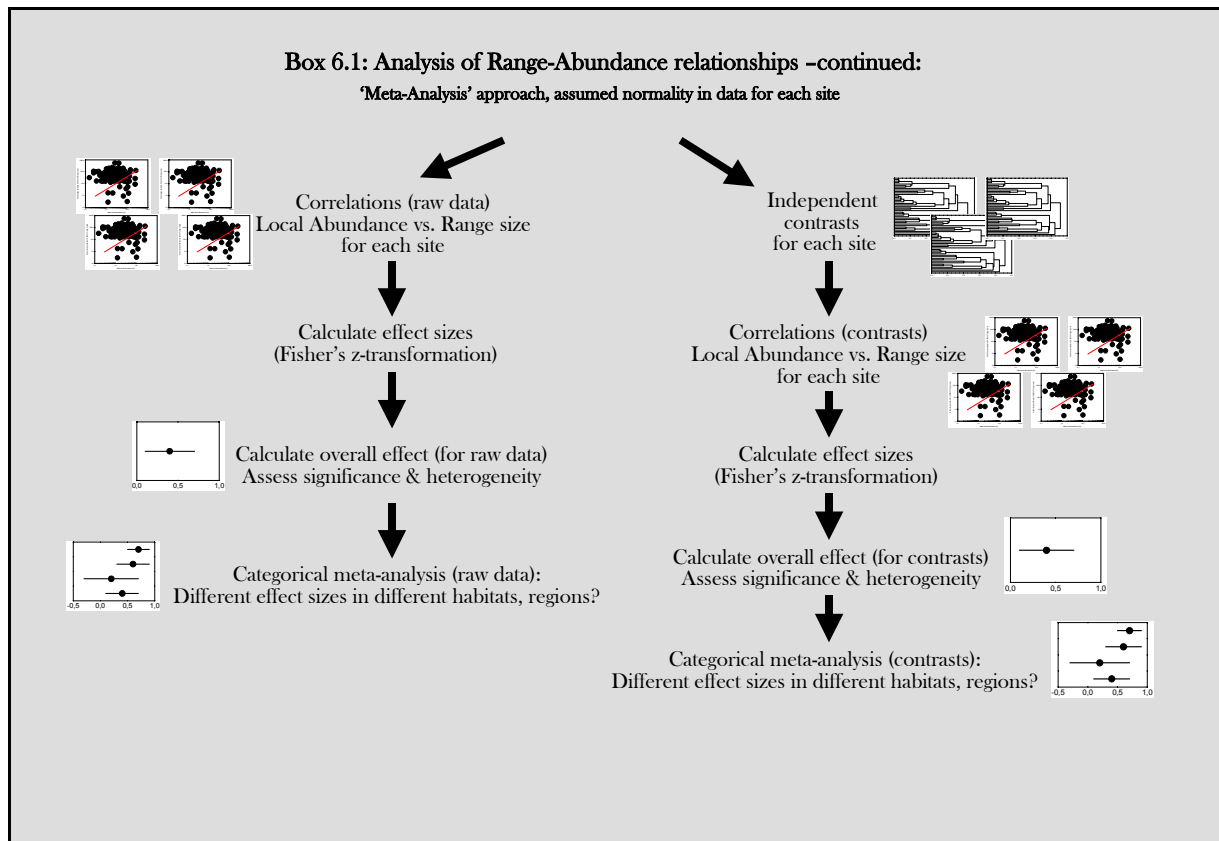 Box 6.1: Analysis of Range-Abundance relationships –continued:
‘Meta-Analysis’ approach, assumed normality in data for each site
Correlations (raw data)
Local Abundance vs. Range size
for each site
Calculate effect sizes
(Fisher’s z-transformation)
Calculate overall effect (for raw data)
Assess significance & heterogeneity
0,0 0,5 1,0
Categorical meta-analysis (raw data):
Different effect sizes in different habitats, regions?
-0,5 0,0 0,5 1,0
Independent
contrasts
for each site
Correlations (contrasts)
Local Abundance vs. Range size
for each site
Calculate effect sizes
(Fisher’s z-transformation)
Calculate overall effect (for contrasts)
Assess significance & heterogeneity
0,0 0,5 1,0
Categorical meta-analysis (contrasts):
Different effect sizes in different habitats, regions?
-0,5 0,0 0,5 1,0